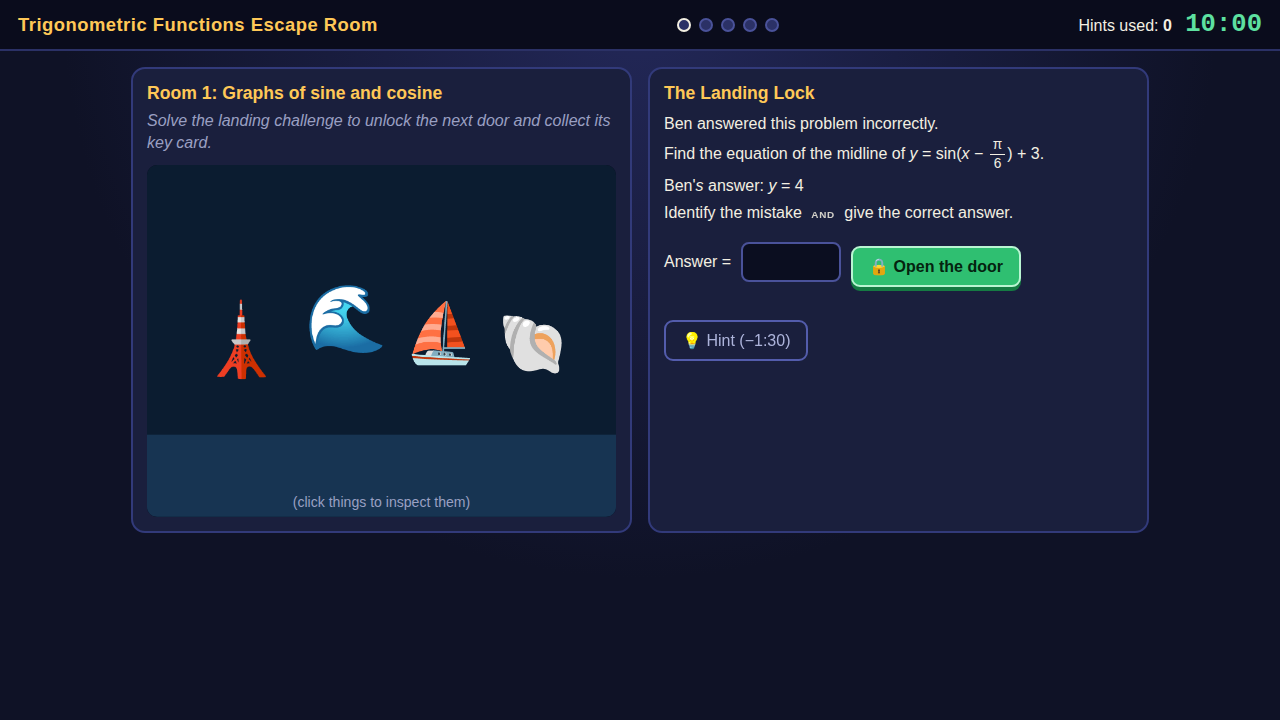 Trigonometric Functions Escape Room
Hints used: 0 10:00
Room 1: Graphs of sine and cosine
Solve the landing challenge to unlock the next door and collect its
key card.
(click things to inspect them)
The Landing Lock
Ben answered this problem incorrectly.
Find the equation of the midline of y = sin(x − π/6) + 3.
Ben's answer: y = 4
Identify the mistake AND give the correct answer.
Answer =
🔒 Open the door
💡 Hint (−1:30)